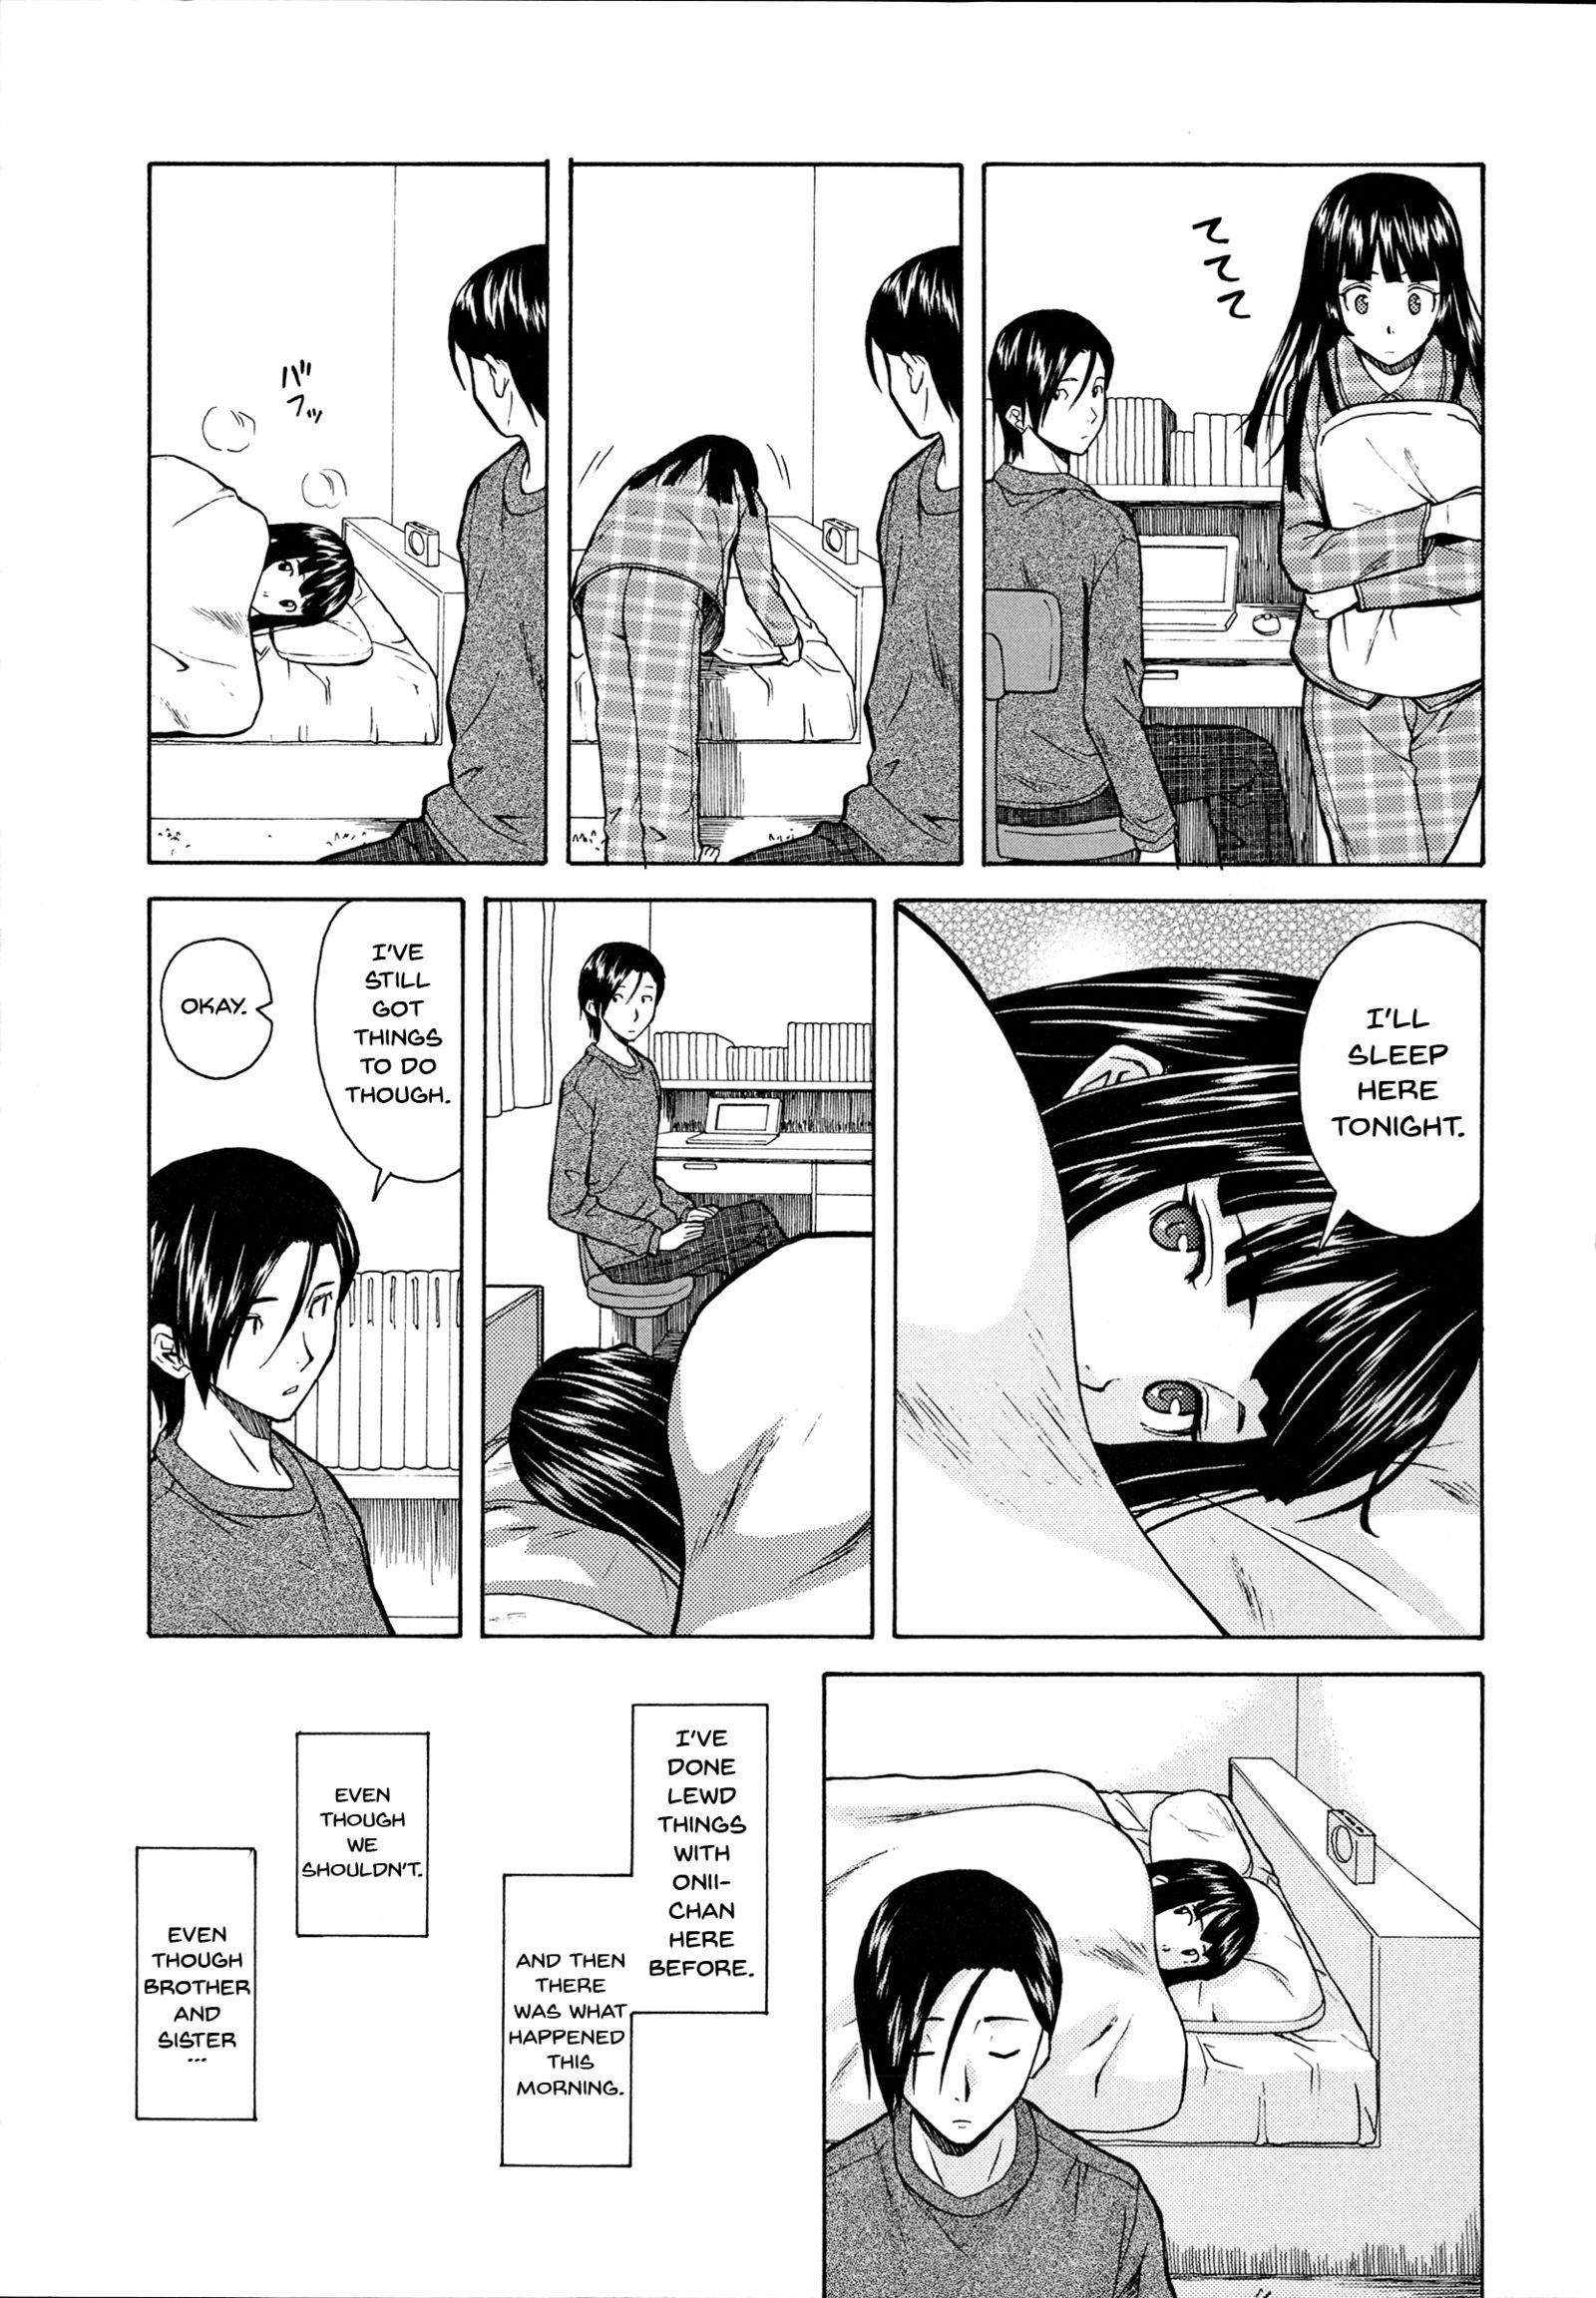 て
て
て
バ
フッ
I'LL
SLEEP
HERE
TONIGHT.
I'VE
STILL
GOT
THINGS
TO DO
THOUGH.
OKAY.
I'VE
DONE
LEWD
THINGS
WITH
ONII-
CHAN
HERE
BEFORE.
AND THEN
THERE
WAS WHAT
HAPPENED
THIS
MORNING.
EVEN
THOUGH
WE
SHOULDN'T.
EVEN
THOUGH
BROTHER
AND
SISTER
...